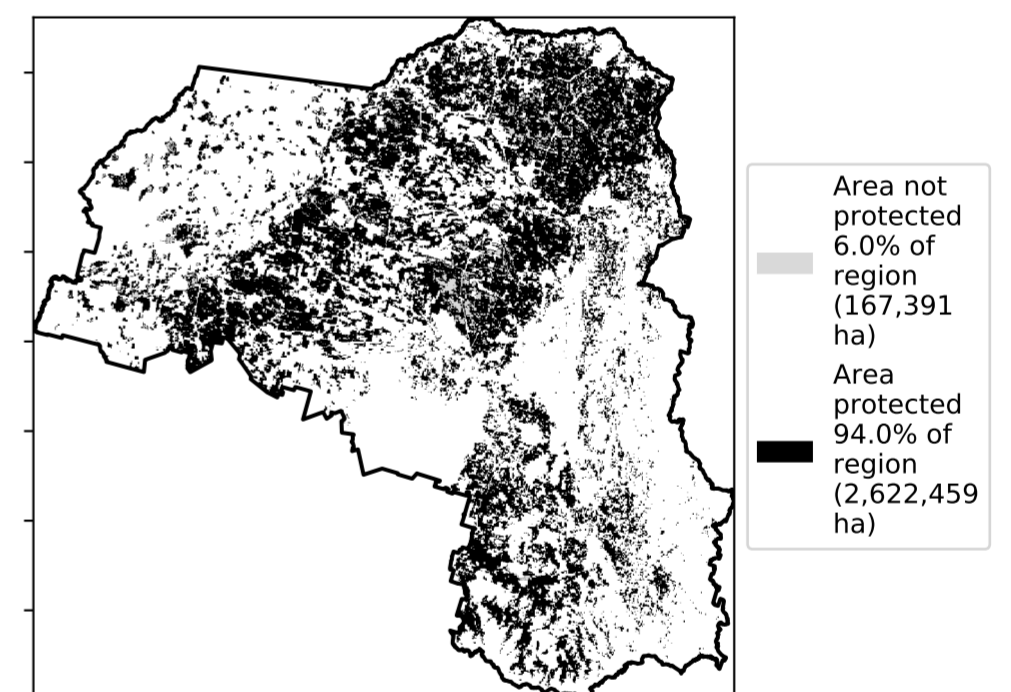 Area not
protected
6.0% of
region
(167,391
ha)
Area
protected
94.0% of
region
(2,622,459
ha)